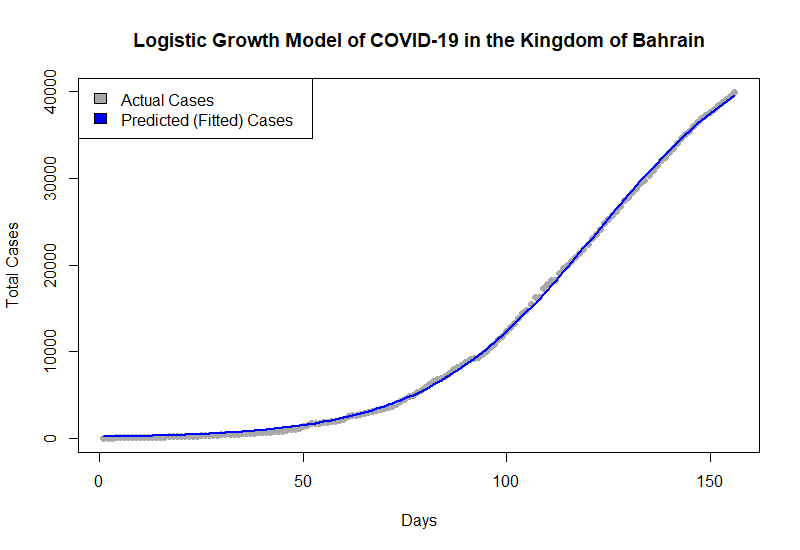 Logistic Growth Model of COVID-19 in the Kingdom of Bahrain
Actual Cases
Predicted (Fitted) Cases
Total Cases
40000
30000
20000
10000
0
0 50 100 150
Days